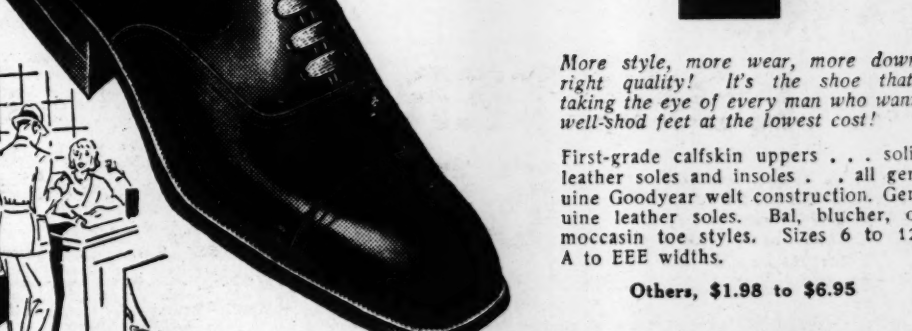 More style, more wear, more down
right quality! It's the shoe that
taking the eye of every man who want
well-shod feet at the lowest cost!
First-grade calfskin uppers . . . soli
leather soles and insoles . . all gen
uine Goodyear welt construction. Gen
uine leather soles. Bal, blucher, o
moccasin toe styles. Sizes 6 to 12
A to EEE widths.
Others, $1.98 to $6.95